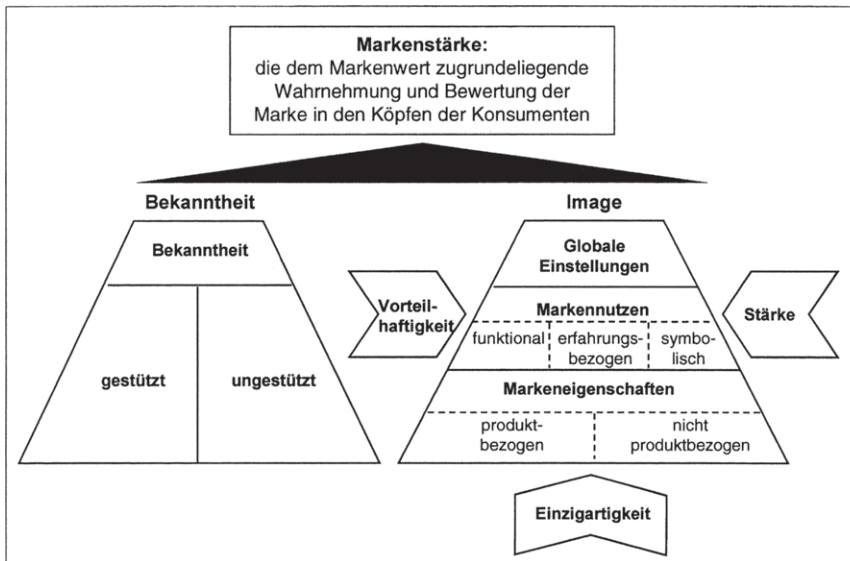 Markenstärke:
die dem Markenwert zugrundeliegende
Wahrnehmung und Bewertung der
Marke in den Köpfen der Konsumenten
Bekanntheit
Bekanntheit
gestützt
ungestützt
Image
Globale
Einstellungen
Markennutzen
funktional
erfahrungs-
bezogen
symbo-
lisch
Markeneigenschaften
produkt-
bezogen
nicht
produktbezogen
Vorteil-
haftigkeit
Stärke
Einzigartigkeit